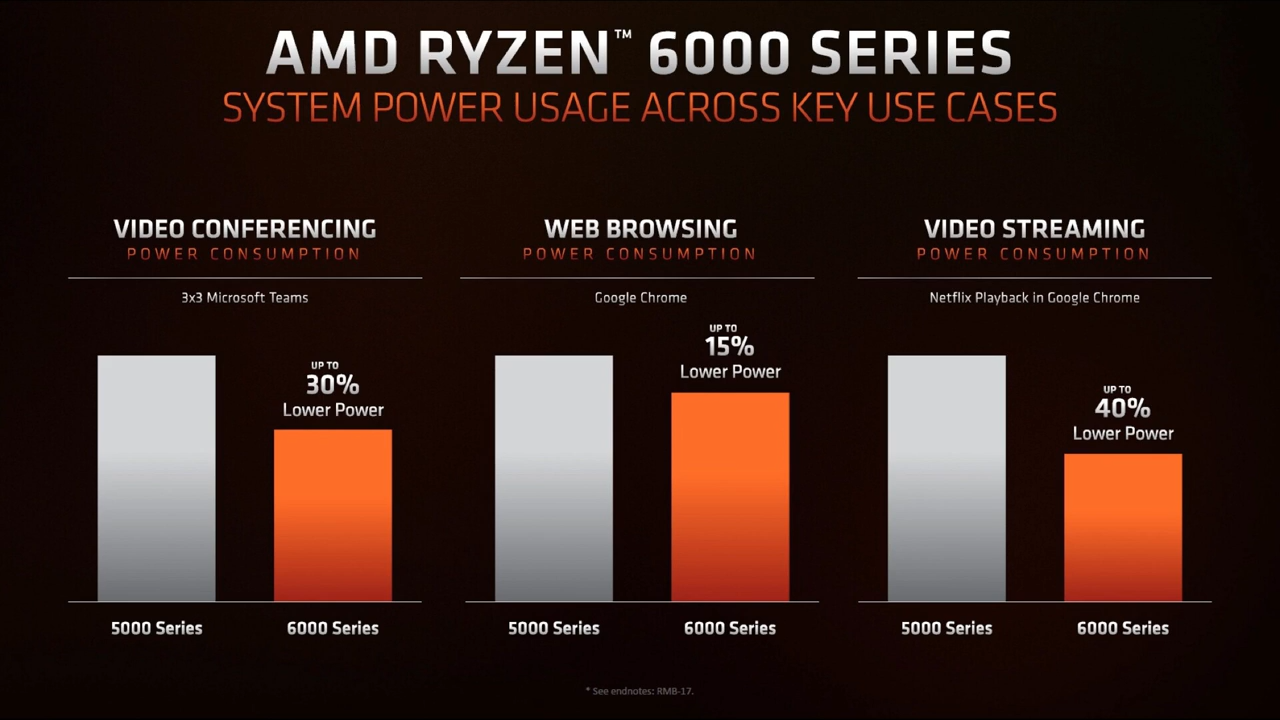 AMD RYZEN™ 6000 SERIES
SYSTEM POWER USAGE ACROSS KEY USE CASES
VIDEO CONFERENCING
POWER CONSUMPTION
3x3 Microsoft Teams
UP TO
30%
Lower Power
5000 Series
6000 Series
WEB BROWSING
POWER CONSUMPTION
Google Chrome
UP TO
15%
Lower Power
5000 Series
6000 Series
VIDEO STREAMING
POWER CONSUMPTION
Netflix Playback in Google Chrome
UP TO
40%
Lower Power
5000 Series
6000 Series
* See endnotes: RMB-17.